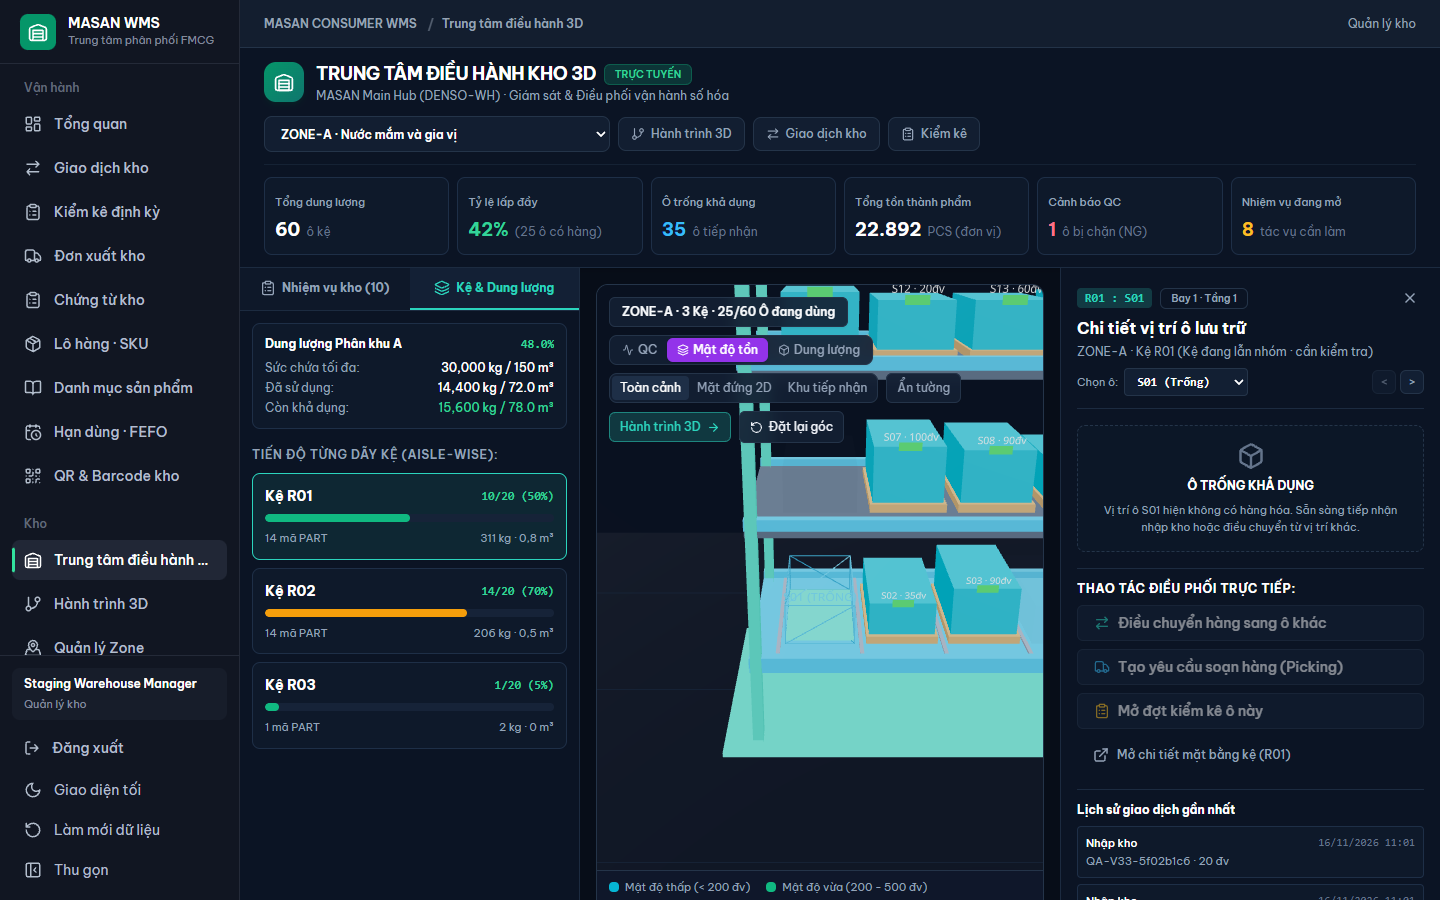 MASAN WMS
Trung tâm phân phối FMCG
Vận hành
Tổng quan
Giao dịch kho
Kiểm kê định kỳ
Đơn xuất kho
Chứng từ kho
Lô hàng · SKU
Danh mục sản phẩm
Hạn dùng · FEFO
QR & Barcode kho
Kho
Trung tâm điều hành ...
Hành trình 3D
Quản lý Zone
Staging Warehouse Manager
Quản lý kho
Đăng xuất
Giao diện tối
Làm mới dữ liệu
Thu gọn
MASAN CONSUMER WMS / Trung tâm điều hành 3D
Quản lý kho
TRUNG TÂM ĐIỀU HÀNH KHO 3D TRỰC TUYẾN
MASAN Main Hub (DENSO-WH) · Giám sát & Điều phối vận hành số hóa
ZONE-A · Nước mắm và gia vị
Hành trình 3D
Giao dịch kho
Kiểm kê
Tổng dung lượng
60 ô kệ
Tỷ lệ lấp đầy
42% (25 ô có hàng)
Ô trống khả dụng
35 ô tiếp nhận
Tổng tồn thành phẩm
22.892 PCS (đơn vị)
Cảnh báo QC
1 ô bị chặn (NG)
Nhiệm vụ đang mở
8 tác vụ cần làm
Nhiệm vụ kho (10)
Kệ & Dung lượng
Dung lượng Phân khu A 48.0%
Sức chứa tối đa: 30,000 kg / 150 m³
Đã sử dụng: 14,400 kg / 72.0 m³
Còn khả dụng: 15,600 kg / 78.0 m³
TIẾN ĐỘ TỪNG DÃY KỆ (AISLE-WISE):
Kệ R01 10/20 (50%)
14 mã PART 311 kg · 0,8 m³
Kệ R02 14/20 (70%)
14 mã PART 206 kg · 0,5 m³
Kệ R03 1/20 (5%)
1 mã PART 2 kg · 0 m³
ZONE-A · 3 Kệ · 25/60 Ô đang dùng
QC
Mật độ tồn
Dung lượng
Toàn cảnh
Mặt đứng 2D
Khu tiếp nhận
Ẩn tường
Hành trình 3D →
Đặt lại góc
S12 · 20đv
S13 · 60đv
S07 · 100đv
S08 · 90đv
S02 · 35đv
S03 · 90đv
Mật độ thấp (< 200 đv)
Mật độ vừa (200 - 500 đv)
R01 : S01
Bay 1 · Tầng 1
Chi tiết vị trí ô lưu trữ
ZONE-A · Kệ R01 (Kệ đang lẫn nhóm · cần kiểm tra)
Chọn ô: S01 (Trống) < >
Ô TRỐNG KHẢ DỤNG
Vị trí ô S01 hiện không có hàng hóa. Sẵn sàng tiếp nhận
nhập kho hoặc điều chuyển từ vị trí khác.
THAO TÁC ĐIỀU PHỐI TRỰC TIẾP:
Điều chuyển hàng sang ô khác
Tạo yêu cầu soạn hàng (Picking)
Mở đợt kiểm kê ô này
Mở chi tiết mặt bằng kệ (R01)
Lịch sử giao dịch gần nhất
Nhập kho 16/11/2026 11:01
QA-V33-5f02b1c6 · 20 đv